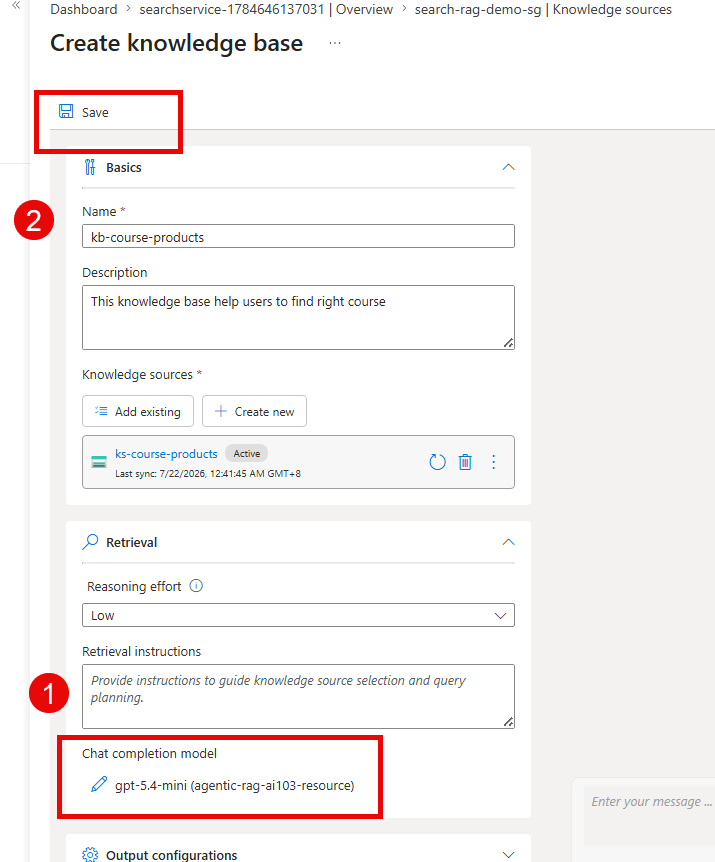 Dashboard > searchservice-1784646137031 | Overview > search-rag-demo-sg | Knowledge sources
Create knowledge base ...
Save
Basics
2
Name *
kb-course-products
Description
This knowledge base help users to find right course
Knowledge sources *
Add existing
Create new
ks-course-products Active
Last sync: 7/22/2026, 12:41:45 AM GMT+8
Retrieval
Reasoning effort
Low
Retrieval instructions
Provide instructions to guide knowledge source selection and query
planning.
1
Chat completion model
gpt-5.4-mini (agentic-rag-ai103-resource)
Enter your message ...
Output configurations